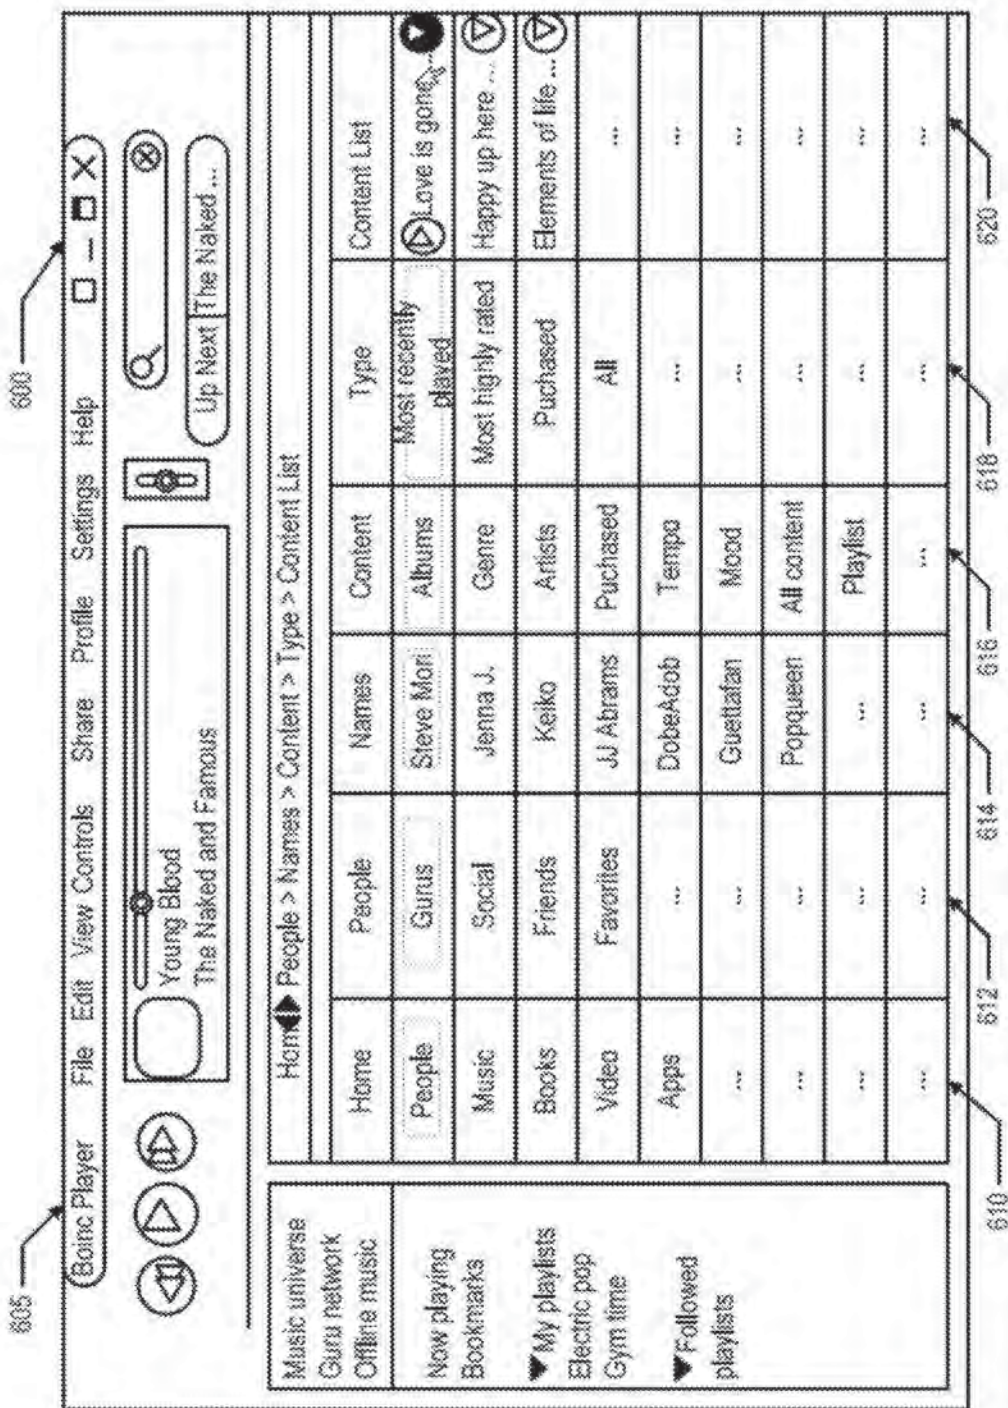 600
605
Boinc Player File Edit View Controls Share Profile Settings Help
Young Blood
The Naked and Famous
Up Next The Naked ...
Music universe
Guru network
Offline music
Now playing
Bookmarks
My playlists
Electric pop
Gym time
Followed
playlists
Home People > Names > Content > Type > Content List
Home People Names Content Type Content List
People Gurus Steve Mori Albums Most recently played Love is gone...
Music Social Jenna J. Genre Most highly rated Happy up here ...
Books Friends Keiko Artists Puchased Elements of life ...
Video Favorites JJ Abrams Puchased All ...
Apps ... DobeAdob Tempo ... ...
... ... Guettafan Mood ... ...
... ... Popqueen All content ... ...
... ... ... Playlist ... ...
... ... ... ... ... ...
610 612 614 616 618 620